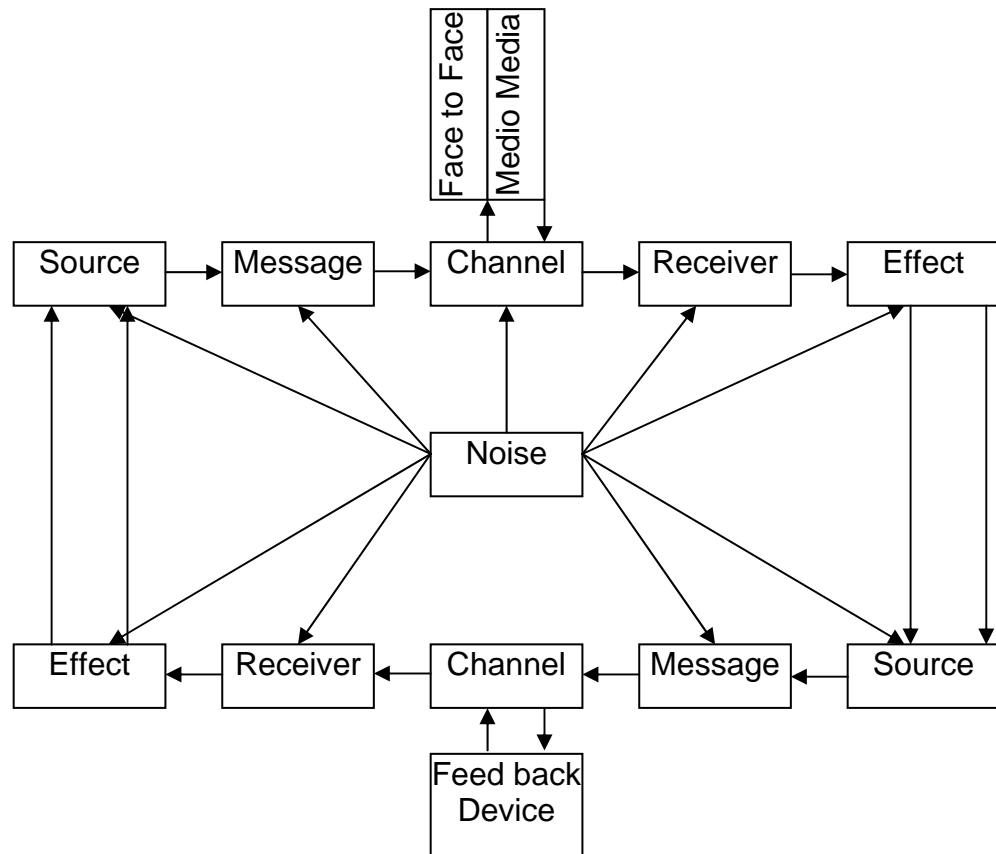 Face to Face
Medio Media
Source
Message
Channel
Receiver
Effect
Noise
Effect
Receiver
Channel
Message
Source
Feed back
Device